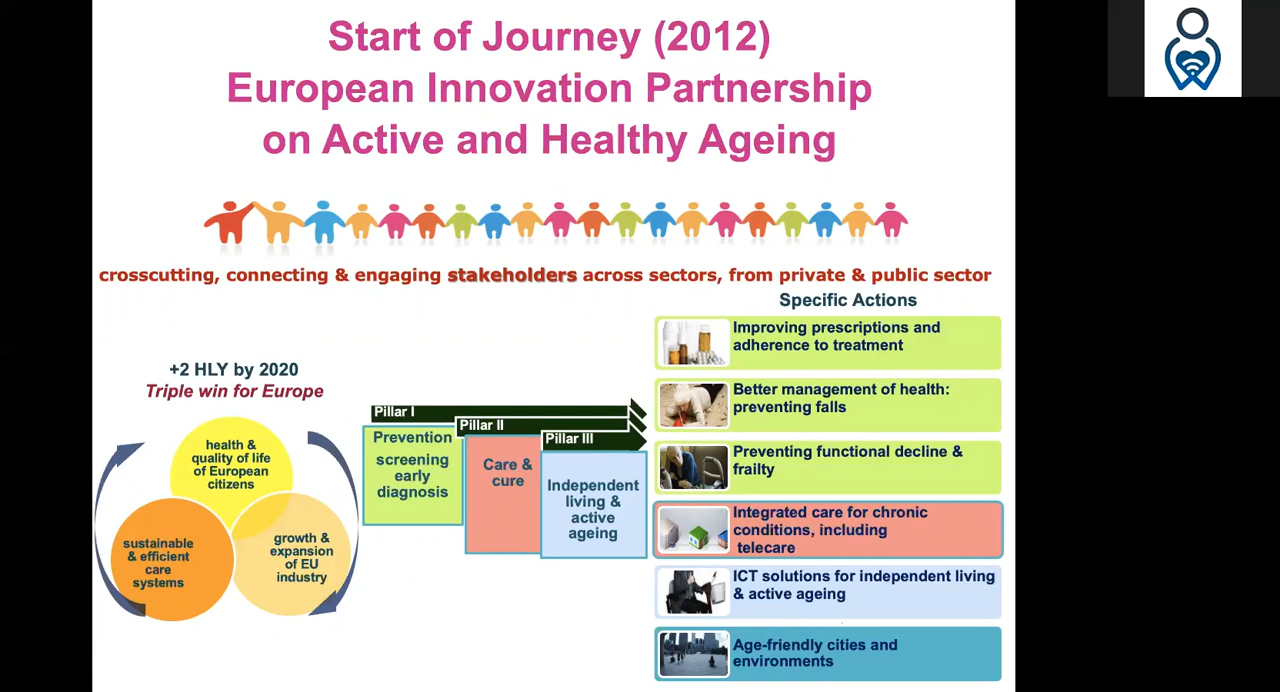 Start of Journey (2012)
European Innovation Partnership
on Active and Healthy Ageing
crosscutting, connecting & engaging stakeholders across sectors, from private & public sector
+2 HLY by 2020
Triple win for Europe
health &
quality of life
of European
citizens
sustainable
& efficient
care
systems
growth &
expansion
of EU
industry
Pillar I
Prevention
screening
early
diagnosis
Pillar II
Care &
cure
Pillar III
Independent
living &
active
ageing
Specific Actions
Improving prescriptions and
adherence to treatment
Better management of health:
preventing falls
Preventing functional decline &
frailty
Integrated care for chronic
conditions, including
telecare
ICT solutions for independent living
& active ageing
Age-friendly cities and
environments